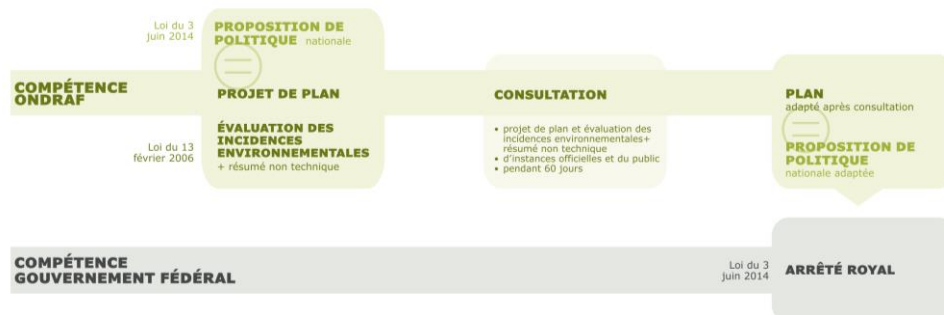 Loi du 3
juin 2014
PROPOSITION DE
POLITIQUE nationale
COMPÉTENCE
ONDRAF
PROJET DE PLAN
Loi du 13
février 2006
ÉVALUATION DES
INCIDENCES
ENVIRONNEMENTALES
+ résumé non technique
CONSULTATION
• projet de plan et évaluation des
incidences environnementales+
résumé non technique
• d'instances officielles et du public
• pendant 60 jours
PLAN
adapté après consultation
PROPOSITION DE
POLITIQUE
nationale adaptée
COMPÉTENCE
GOUVERNEMENT FÉDÉRAL
Loi du 3
juin 2014
ARRÊTÉ ROYAL